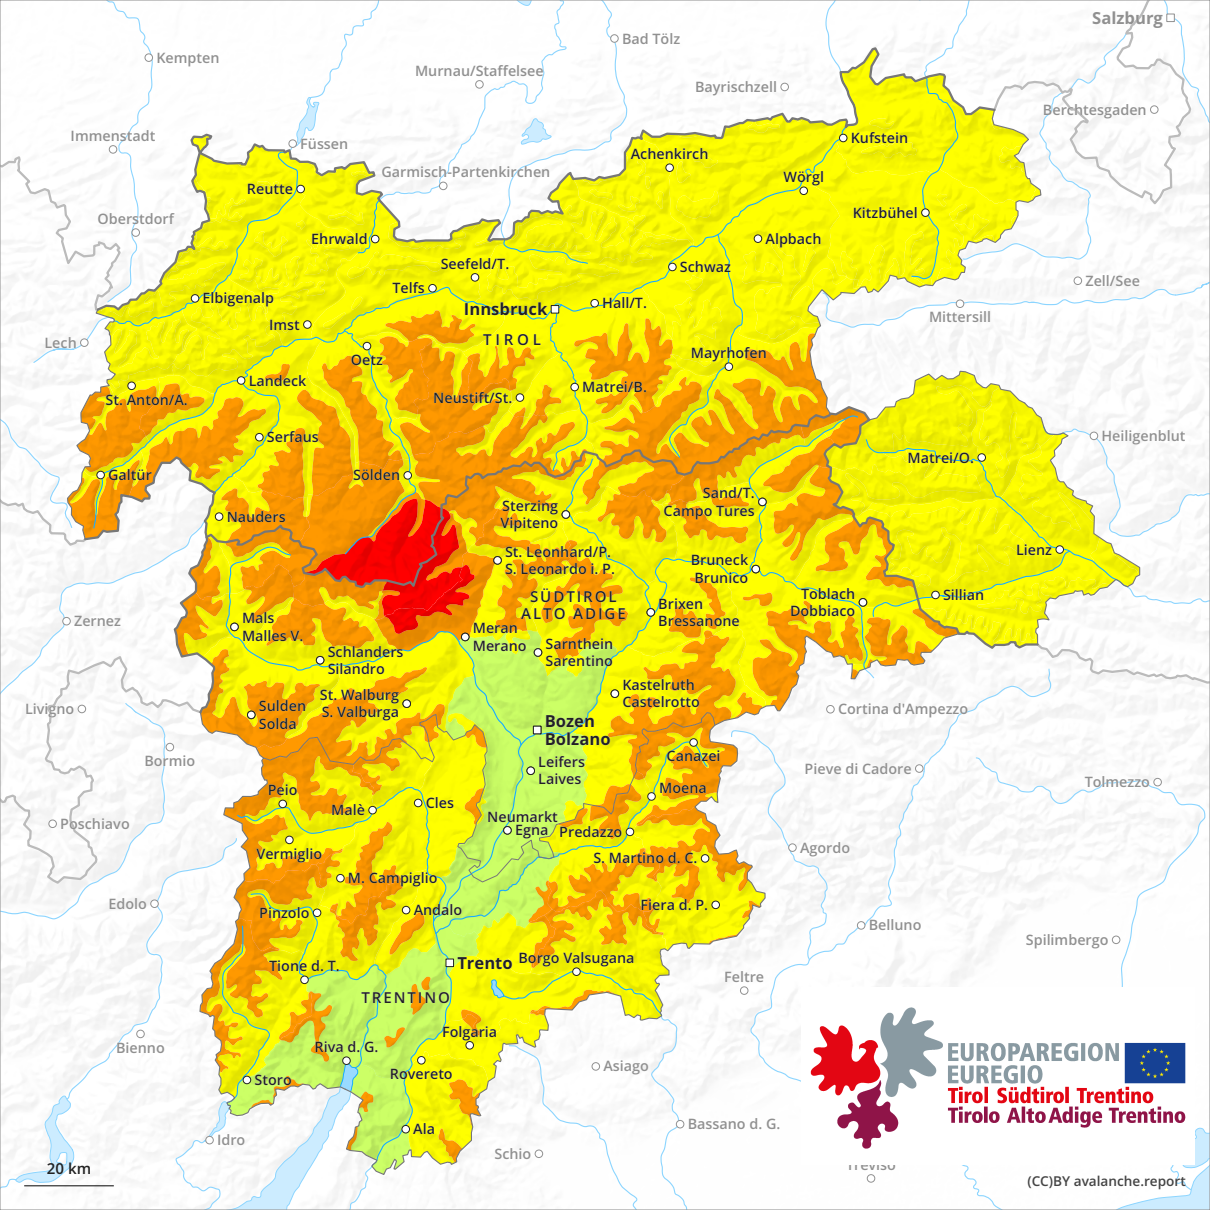 Salzburg
Bad Tölz
Kempten
Murnau/Staffelsee
Bayrischzell
Berchtesgaden
Immenstadt
Füssen
Kufstein
Achenkirch
Garmisch-Partenkirchen
Wörgl
Reutte
Oberstdorf
Kitzbühel
Ehrwald
Alpbach
Seefeld/T.
Schwaz
Zell/See
Telfs
Elbigenalp
Hall/T.
Innsbruck
Mittersill
Imst
TIROL
Lech
Oetz
Mayrhofen
Landeck
Matrei/B.
St. Anton/A.
Neustift/St.
Serfaus
Heiligenblut
Matrei/O.
Galtür
Sölden
Sand/T.
Campo Tures
Sterzing
Vipiteno
Nauders
Lienz
St. Leonhard/P.
S. Leonardo i. P.
Bruneck
Brunico
SÜDTIROL
ALTO ADIGE
Toblach
Dobbiaco
Sillian
Brixen
Bressanone
Zernez
Mals
Malles V.
Meran
Merano
Sarnthein
Sarentino
Schlanders
Silandro
Kastelruth
Castelrotto
St. Walburg
S. Valburga
Sulden
Solda
Livigno
Cortina d'Ampezzo
Bozen
Bolzano
Bormio
Canazei
Leifers
Laives
Pieve di Cadore
Tolmezzo
Peio
Moena
Malè
Cles
Neumarkt
Egna
Poschiavo
Predazzo
Vermiglio
Agordo
S. Martino d. C.
M. Campiglio
Edolo
Pinzolo
Andalo
Fiera d. P.
Belluno
Spilimbergo
Trento
Borgo Valsugana
Tione d. T.
Feltre
TRENTINO
Folgaria
Bienno
Riva d. G.
Asiago
Rovereto
Storo
EUROPAREGION
EUREGIO
Tirol Südtirol Trentino
Tirolo Alto Adige Trentino
Ala
Bassano d. G.
Idro
Schio
Treviso
20 km
(CC)BY avalanche.report